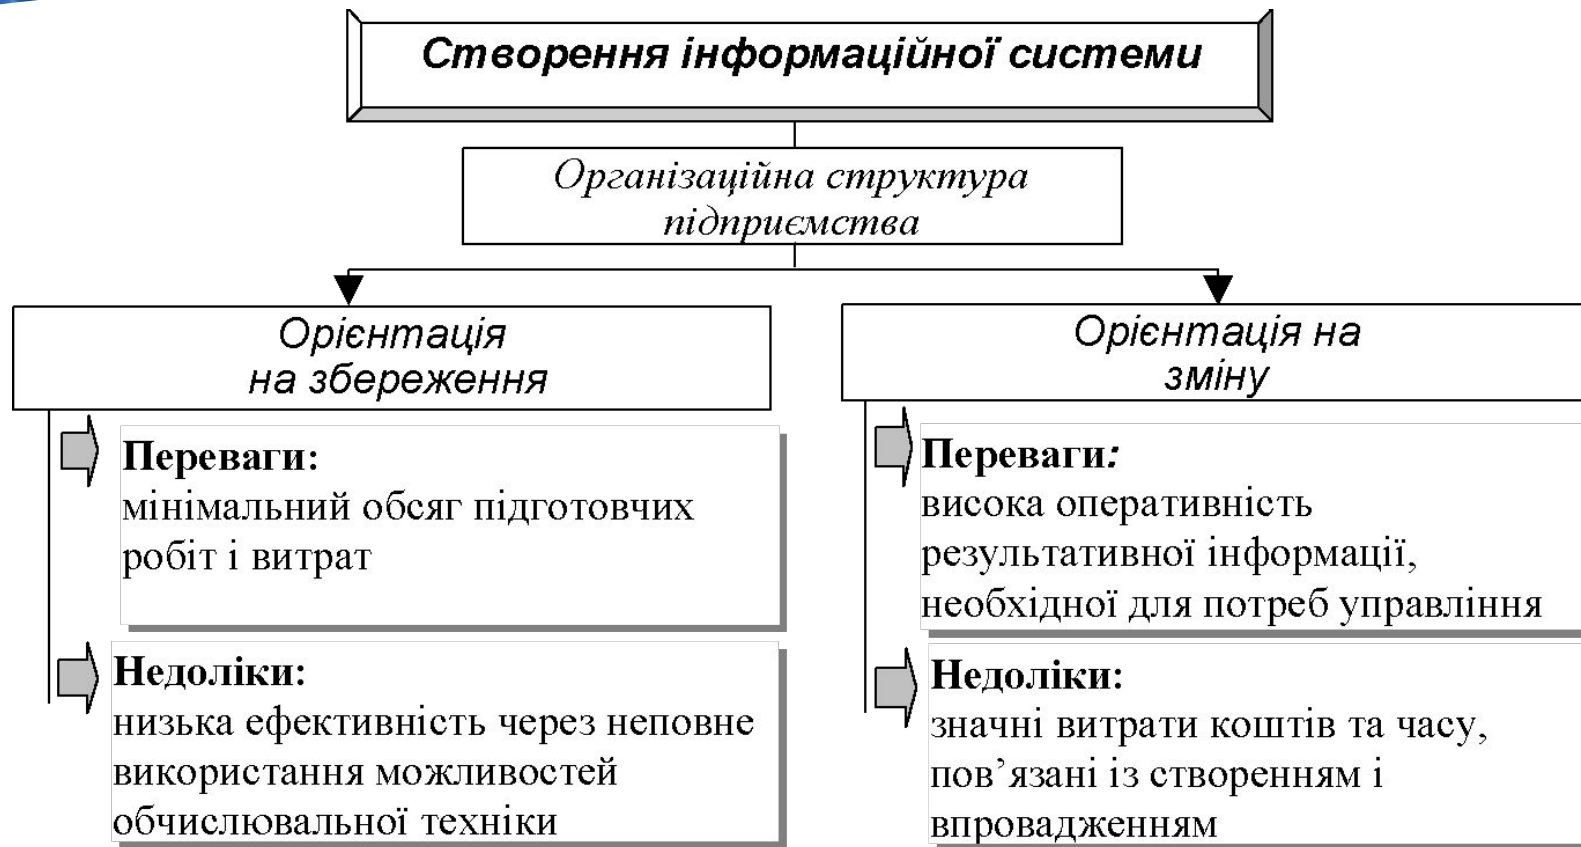 Створення інформаційної системи
Організаційна структура
підприємства
Орієнтація
на збереження
Переваги:
мінімальний обсяг підготовчих
робіт і витрат
Недоліки:
низька ефективність через неповне
використання можливостей
обчислювальної техніки
Орієнтація на
зміну
Переваги:
висока оперативність
результативної інформації,
необхідної для потреб управління
Недоліки:
значні витрати коштів та часу,
пов’язані із створенням і
впровадженням